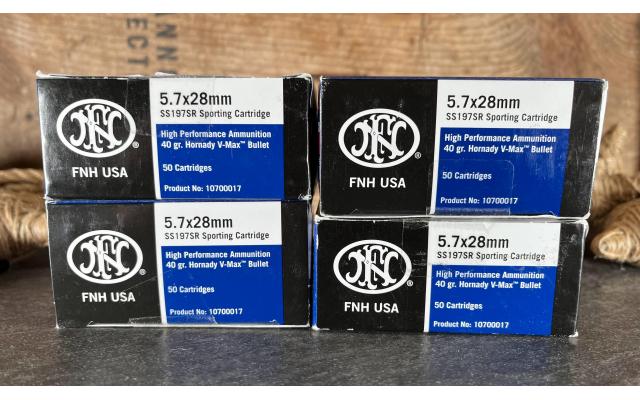 ANN
ECT
5.7x28mm
SS197SR Sporting Cartridge
High Performance Ammunition
40 gr. Hornady V-Max™ Bullet
50 Cartridges
Product No: 10700017
FN
®
FNH USA
5.7x28mm
SS197SR Sporting Cartridge
High Performance Ammunition
40 gr. Hornady V-Max™ Bullet
50 Cartridges
Product No: 10700017
FN
®
FNH USA
5.7x28mm
SS197SR Sporting Cartridge
High Performance Ammunition
40 gr. Hornady V-Max™ Bullet
50 Cartridges
Product No: 10700017
FN
®
FNH USA
5.7x28mm
SS197SR Sporting Cartridge
High Performance Ammunition
40 gr. Hornady V-Max™ Bullet
50 Cartridges
Product No: 10700017
FN
®
FNH USA